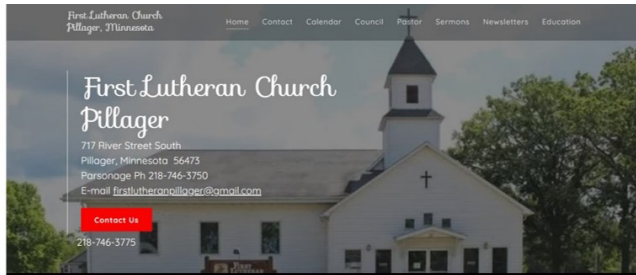 First Lutheran Church
Pillager, Minnesota
Home Contact Calendar Council Pastor Sermons Newsletters Education
First Lutheran Church
Pillager
717 River Street South
Pillager, Minnesota 56473
Parsonage Ph 218-746-3750
E-mail firstlutheranpillager@gmail.com
Contact Us
218-746-3775
FIRST
LUTHERAN